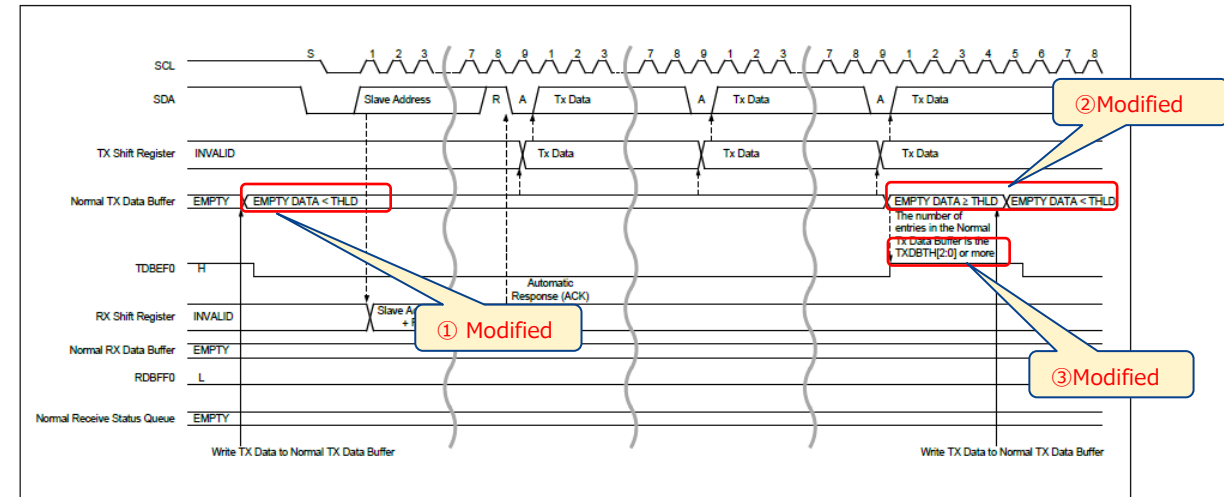 S 1 2 3 7 8 9 1 2 3 7 8 9 1 2 3 7 8 9 1 2 3 4 5 6 7 8
SCL
SDA Slave Address R A Tx Data A Tx Data A Tx Data
②Modified
TX Shift Register INVALID Tx Data Tx Data Tx Data
Normal TX Data Buffer EMPTY EMPTY DATA < THLD EMPTY DATA ≥ THLD EMPTY DATA < THLD
The number of
entries in the Normal
Tx Data Buffer is the
TXDBTH[2:0] or more
TDBEF0 H
Automatic
Response (ACK)
RX Shift Register INVALID Slave
+
① Modified
Normal RX Data Buffer EMPTY
③Modified
RDBFF0 L
Normal Receive Status Queue EMPTY
Write TX Data to Normal TX Data Buffer Write TX Data to Normal TX Data Buffer